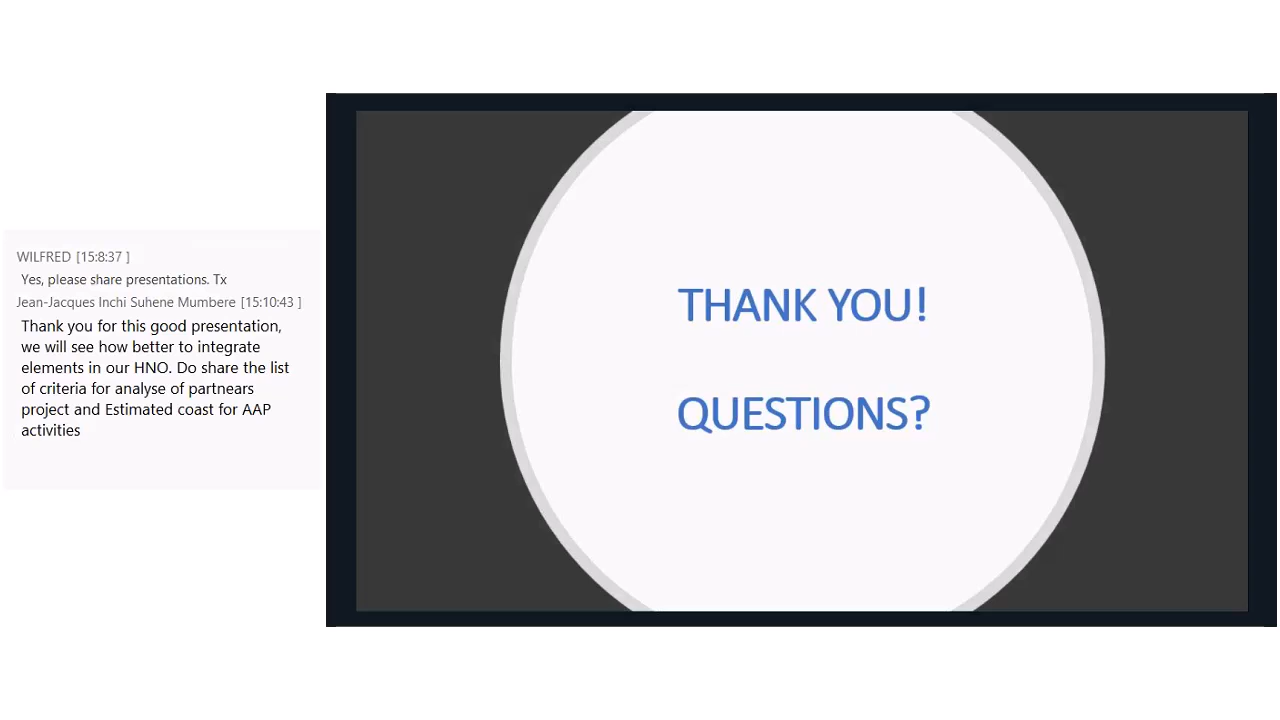 WILFRED [15:8:37 ]
Yes, please share presentations. Tx
Jean-Jacques Inchi Suhene Mumbere [15:10:43 ]
Thank you for this good presentation,
we will see how better to integrate
elements in our HNO. Do share the list
of criteria for analyse of partnears
project and Estimated coast for AAP
activities
THANK YOU!
QUESTIONS?